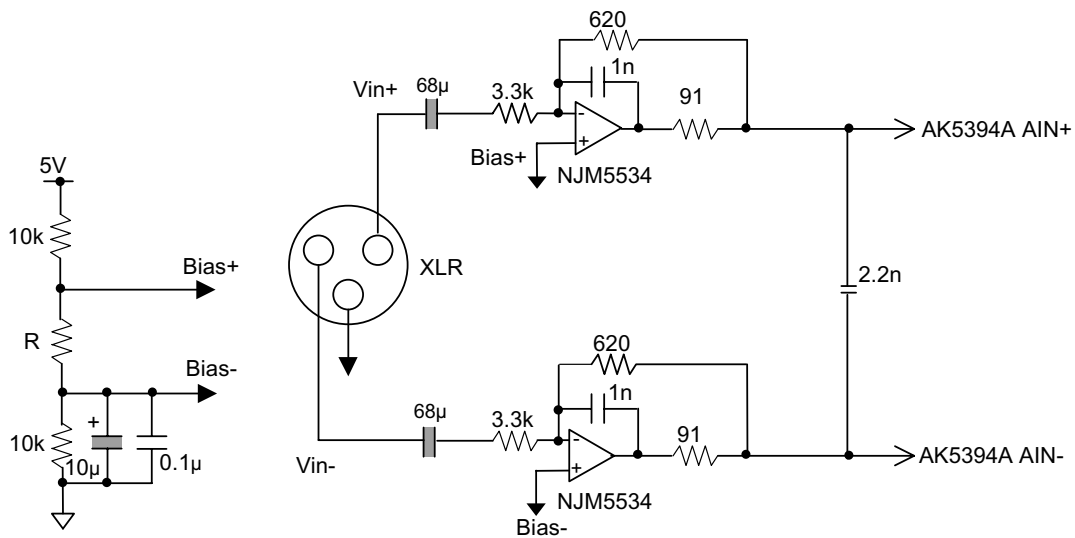 620
1n
68µ
Vin+
3.3k
91
-
+
AK5394A AIN+
Bias+
NJM5534
5V
10k
Bias+
XLR
2.2n
R
Bias-
620
1n
68µ
3.3k
91
-
+
+
10k
10µ
0.1µ
Vin-
AK5394A AIN-
NJM5534
Bias-